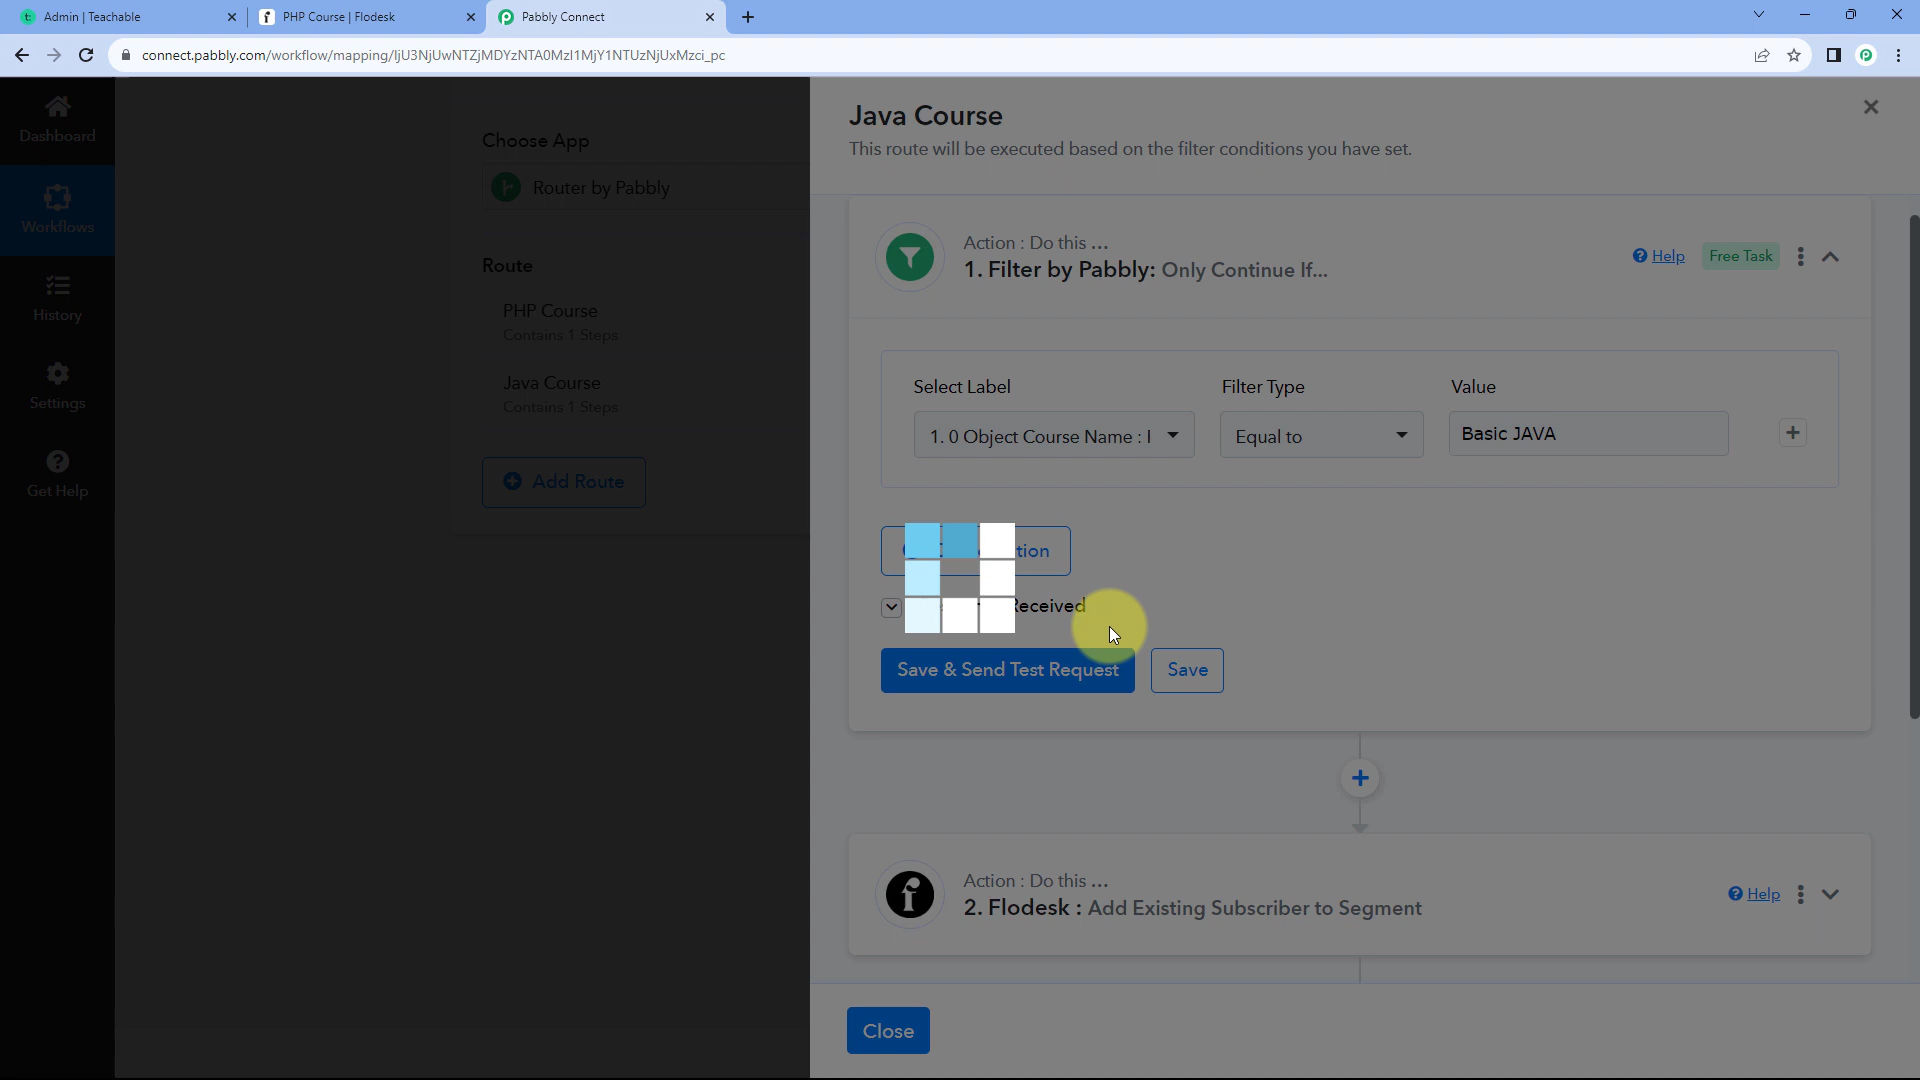 Admin | Teachable
PHP Course | Flodesk
Pabbly Connect
connect.pabbly.com/workflow/mapping/IjU3NjUwNTZjMDYzNTA0MzI1MjY1NTUzNjUxMzci_pc
Dashboard
Workflows
History
Settings
Get Help
Choose App
Router by Pabbly
Route
PHP Course
Contains 1 Steps
Java Course
Contains 1 Steps
Add Route
Java Course
This route will be executed based on the filter conditions you have set.
Action : Do this ...
1. Filter by Pabbly: Only Continue If...
Help
Free Task
Select Label
Filter Type
Value
1. 0 Object Course Name :
Equal to
Basic JAVA
Received
Save & Send Test Request
Save
Action : Do this ...
2. Flodesk : Add Existing Subscriber to Segment
Help
Close